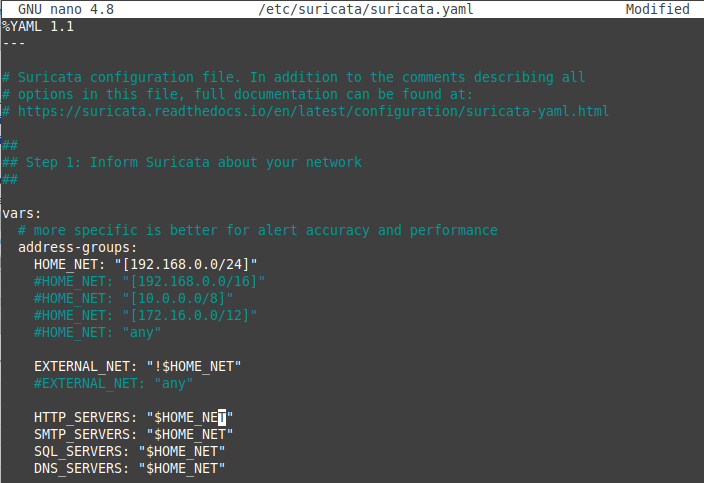 GNU nano 4.8 /etc/suricata/suricata.yaml Modified
%YAML 1.1
---
# Suricata configuration file. In addition to the comments describing all
# options in this file, full documentation can be found at:
# https://suricata.readthedocs.io/en/latest/configuration/suricata-yaml.html
##
## Step 1: Inform Suricata about your network
##
vars:
# more specific is better for alert accuracy and performance
address-groups:
HOME_NET: "[192.168.0.0/24]"
#HOME_NET: "[192.168.0.0/16]"
#HOME_NET: "[10.0.0.0/8]"
#HOME_NET: "[172.16.0.0/12]"
#HOME_NET: "any"
EXTERNAL_NET: "!$HOME_NET"
#EXTERNAL_NET: "any"
HTTP_SERVERS: "$HOME_NET"
SMTP_SERVERS: "$HOME_NET"
SQL_SERVERS: "$HOME_NET"
DNS_SERVERS: "$HOME_NET"